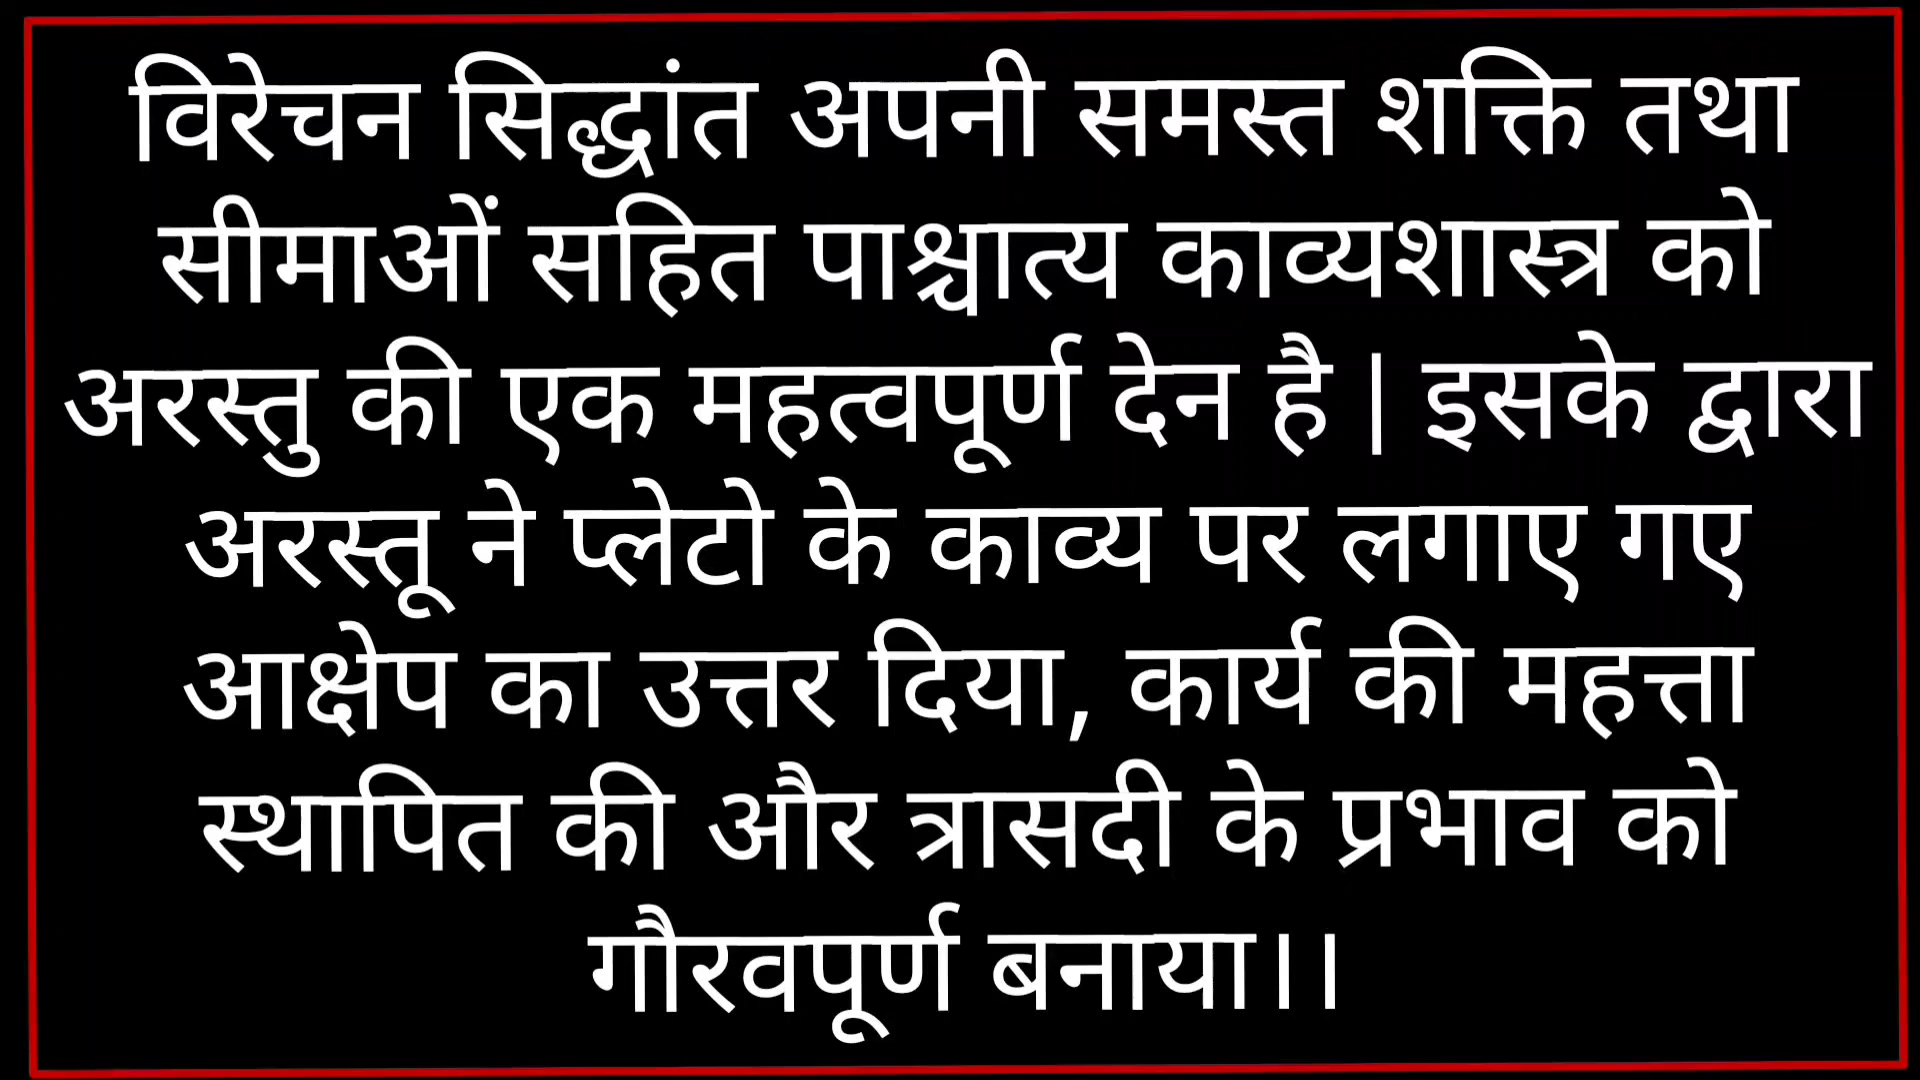 विरेचन सिद्धांत अपनी समस्त शक्ति तथा
सीमाओं सहित पाश्चात्य काव्यशास्त्र को
अरस्तु की एक महत्वपूर्ण देन है | इसके द्वारा
अरस्तू ने प्लेटो के काव्य पर लगाए गए
आक्षेप का उत्तर दिया, कार्य की महत्ता
स्थापित की और त्रासदी के प्रभाव को
गौरवपूर्ण बनाया।।